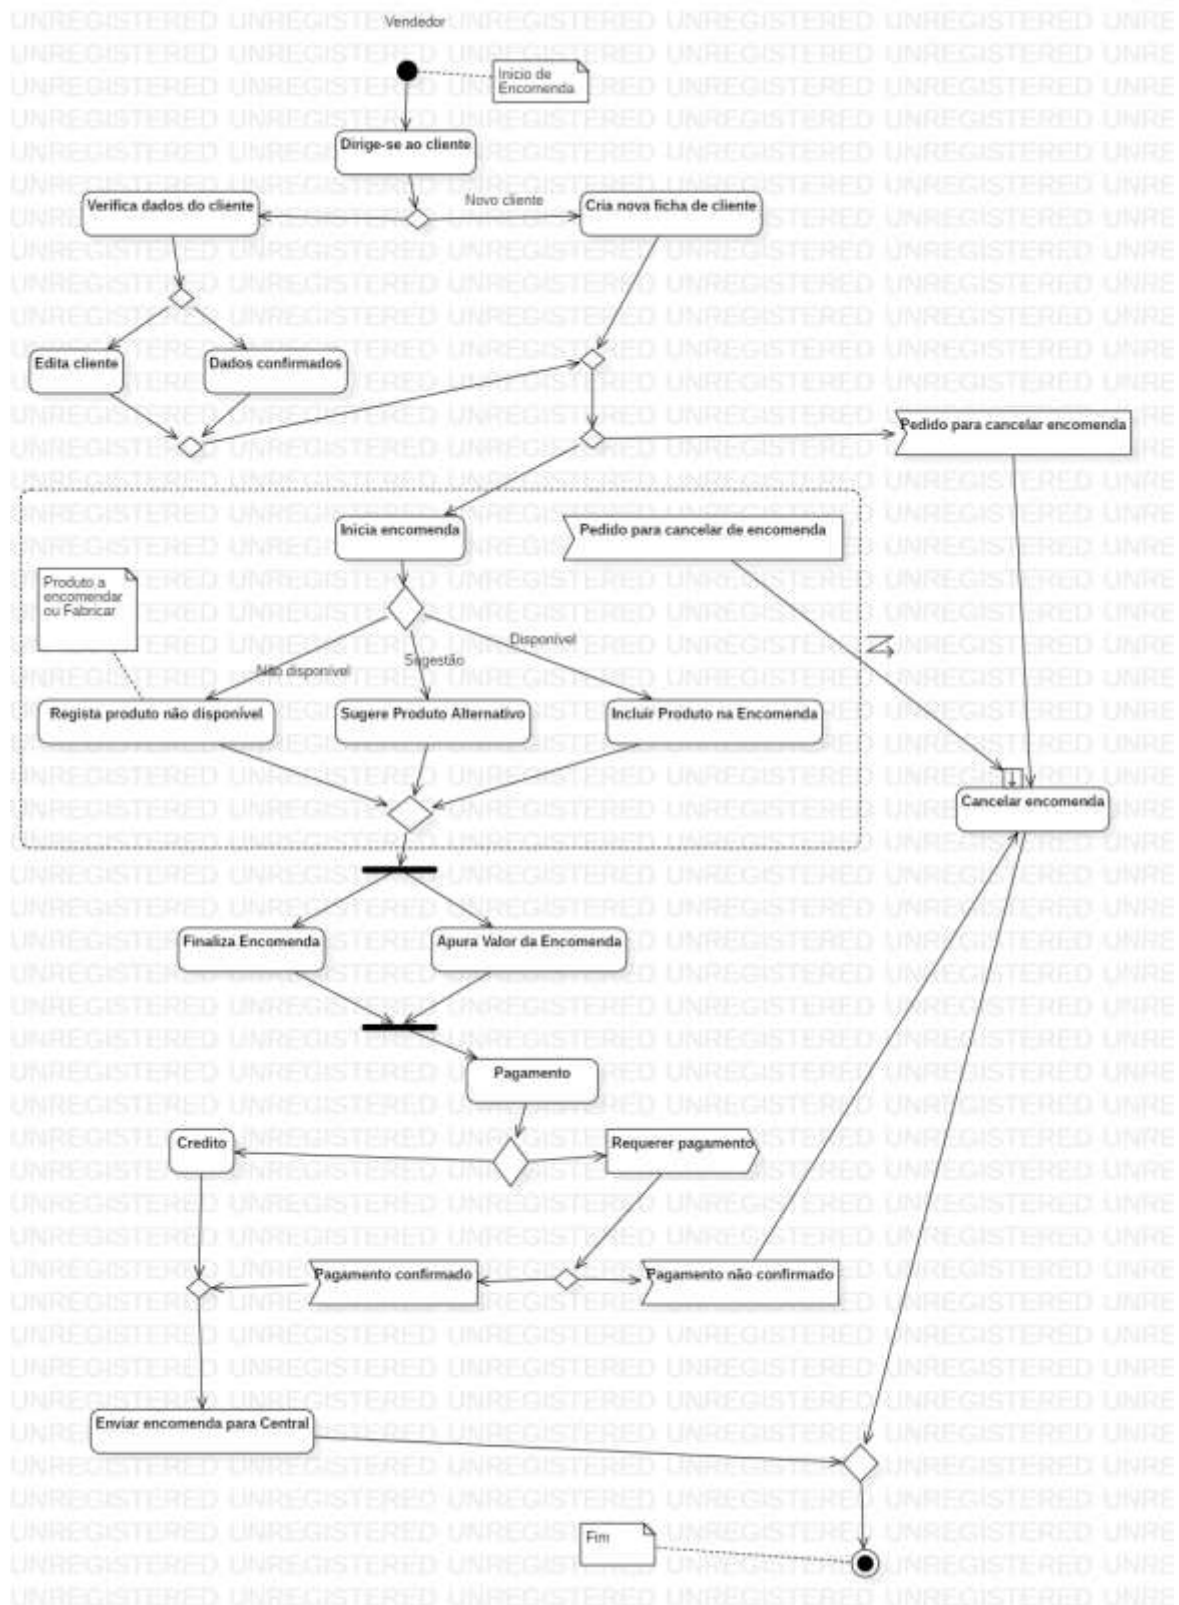 Vendedor
Inicio de
Encomenda
Dirige-se ao cliente
Verifica dados do cliente
Novo cliente
Cria nova ficha de cliente
Edita cliente
Dados confirmados
Pedido para cancelar encomenda
Inicia encomenda
Pedido para cancelar de encomenda
Produto a
encomendar
ou Fabricar
Disponível
Sugestão
Não disponível
Regista produto não disponível
Sugere Produto Alternativo
Incluir Produto na Encomenda
Cancelar encomenda
Finaliza Encomenda
Apura Valor da Encomenda
Pagamento
Credito
Requerer pagamento
Pagamento confirmado
Pagamento não confirmado
Enviar encomenda para Central
Fim
UNREGISTERED